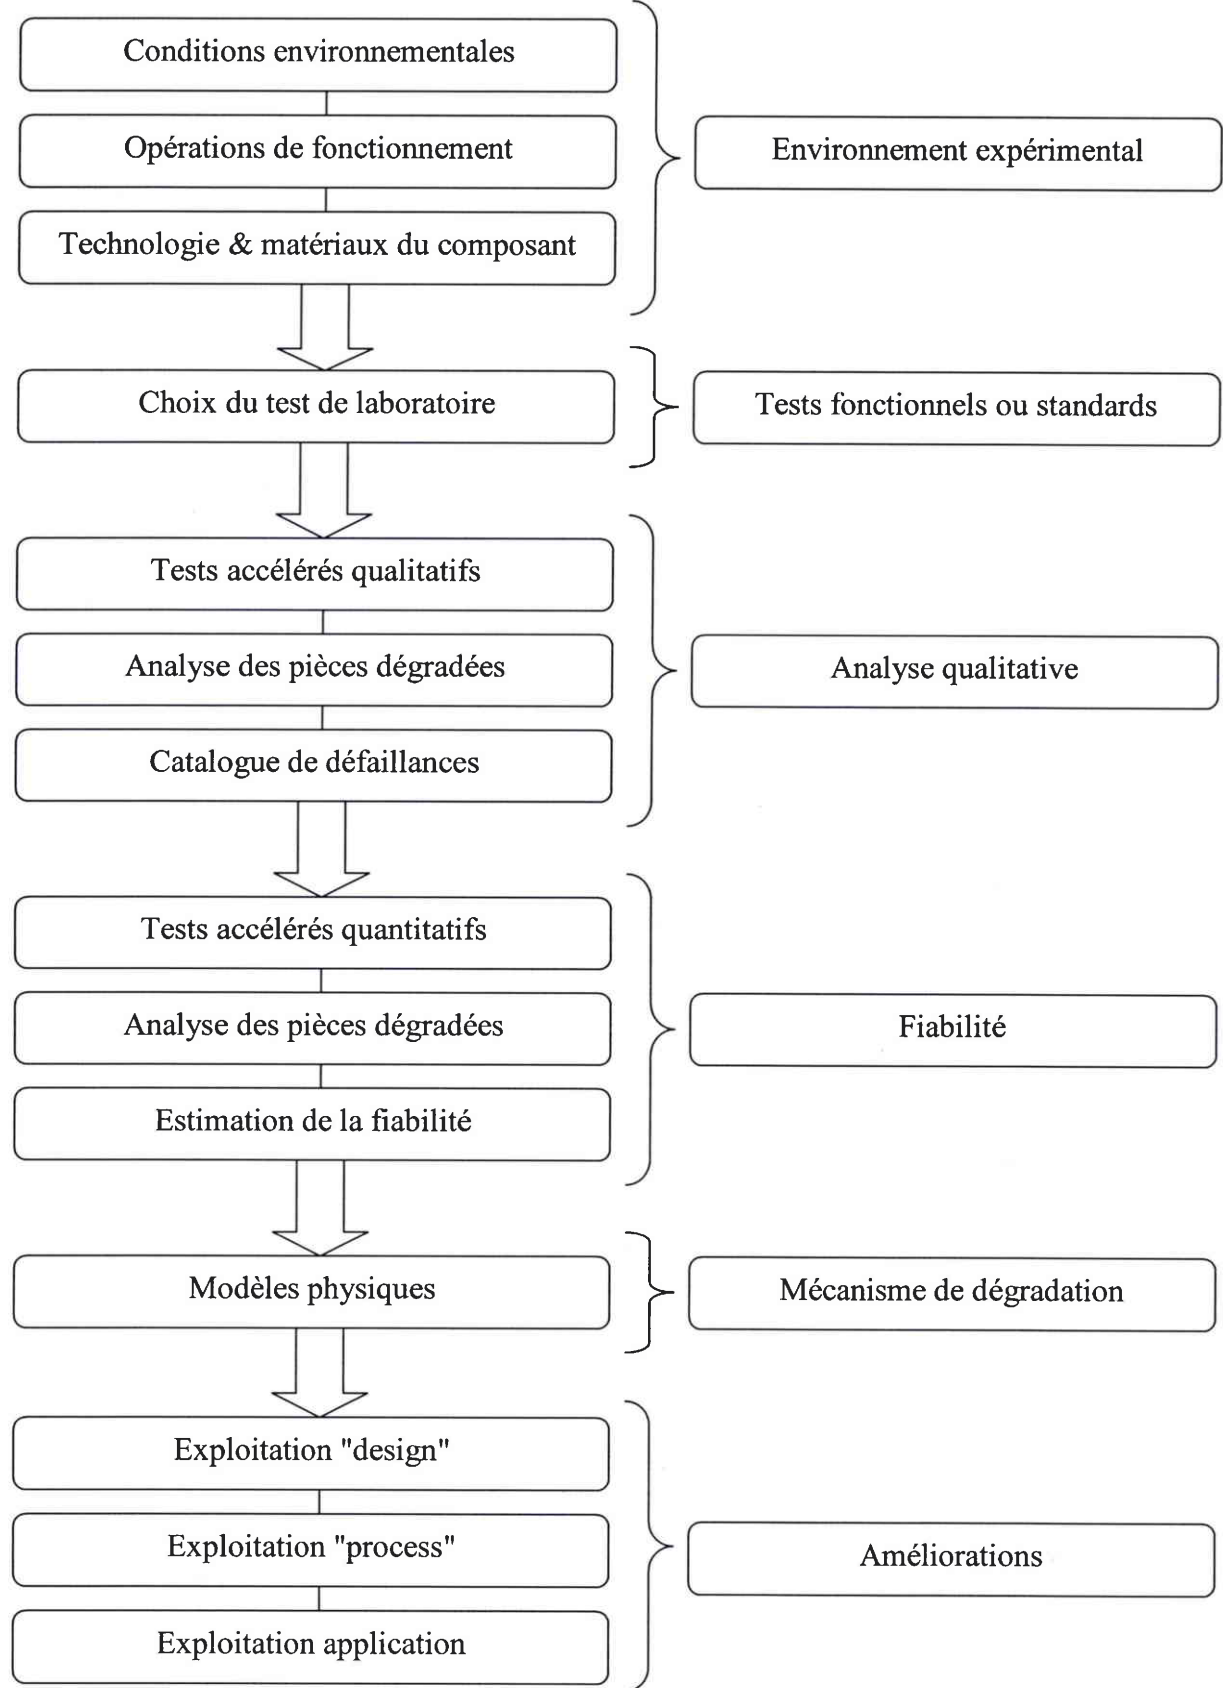 Conditions environnementales
Opérations de fonctionnement
Technologie & matériaux du composant
Environnement expérimental
Choix du test de laboratoire
Tests fonctionnels ou standards
Tests accélérés qualitatifs
Analyse des pièces dégradées
Catalogue de défaillances
Analyse qualitative
Tests accélérés quantitatifs
Analyse des pièces dégradées
Estimation de la fiabilité
Fiabilité
Modèles physiques
Mécanisme de dégradation
Exploitation "design"
Exploitation "process"
Exploitation application
Améliorations